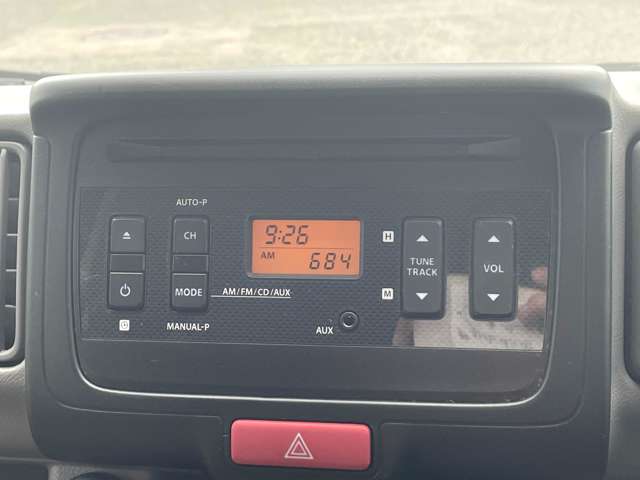 AUTO-P
CH
9:26
AM 684
H
TUNE
TRACK
VOL
MODE
AM/FM/CD/AUX
M
MANUAL-P
AUX